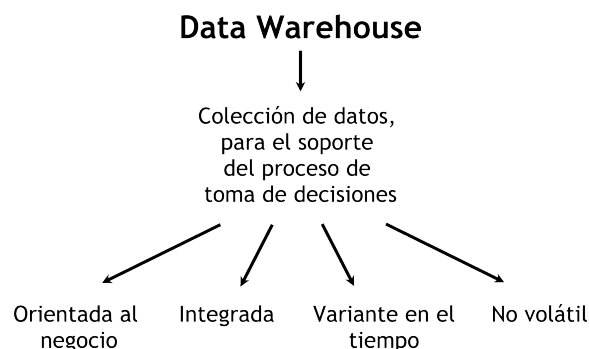 Data Warehouse
Colección de datos,
para el soporte
del proceso de
toma de decisiones
Orientada al
negocio
Integrada
Variante en el
tiempo
No volátil